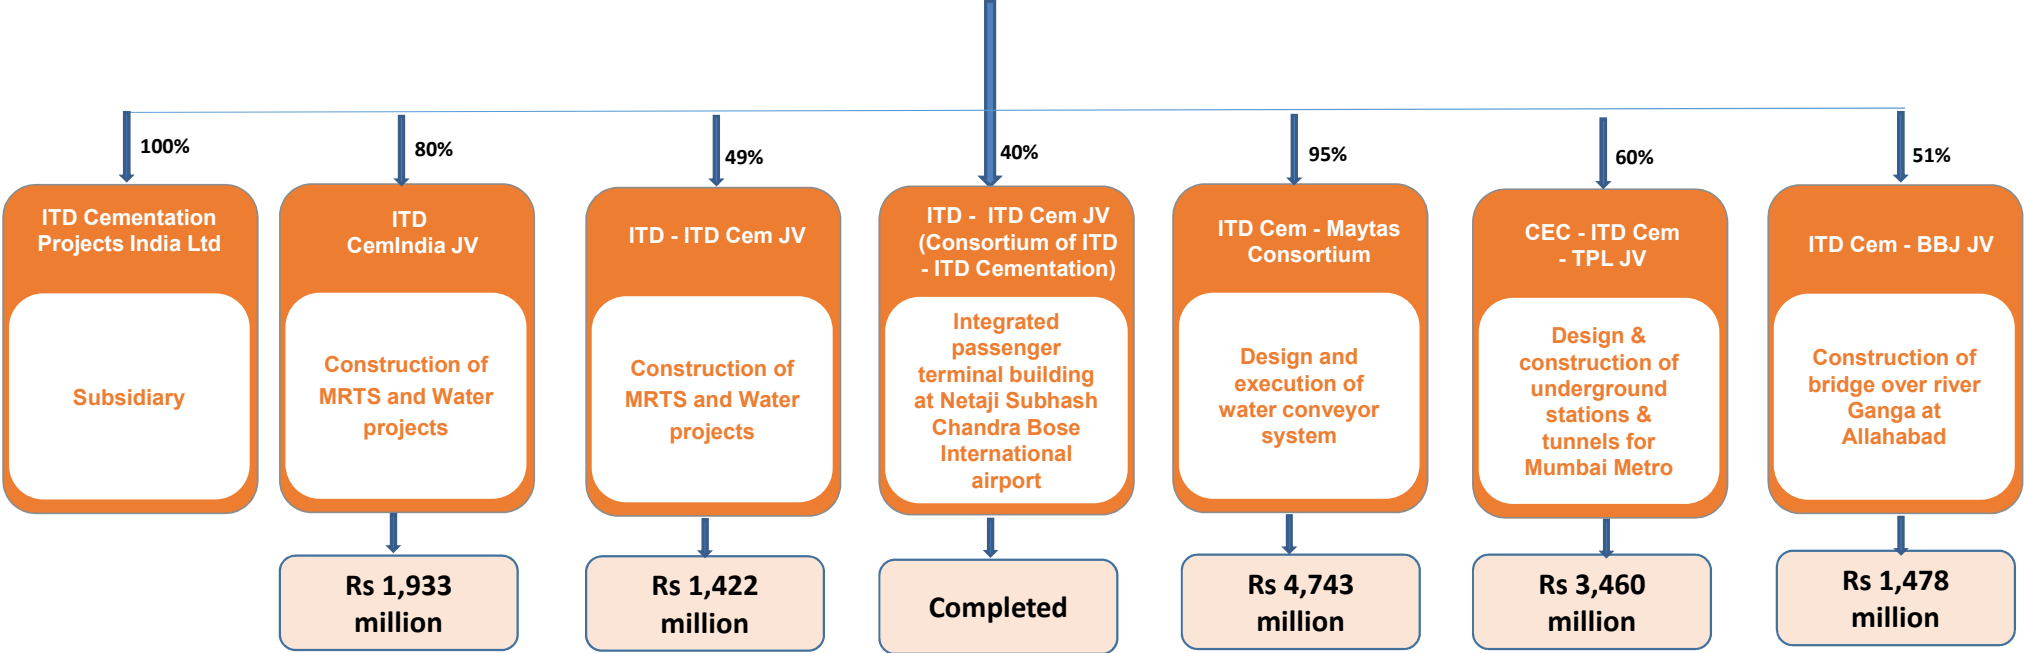 100%
80%
49%
40%
95%
60%
51%
ITD Cementation
Projects India Ltd
Subsidiary
ITD
CemIndia JV
Construction of
MRTS and Water
projects
Rs 1,933
million
ITD - ITD Cem JV
Construction of
MRTS and Water
projects
Rs 1,422
million
ITD - ITD Cem JV
(Consortium of ITD
- ITD Cementation)
Integrated
passenger
terminal building
at Netaji Subhash
Chandra Bose
International
airport
Completed
ITD Cem - Maytas
Consortium
Design and
execution of
water conveyor
system
Rs 4,743
million
CEC - ITD Cem
- TPL JV
Design &
construction of
underground
stations &
tunnels for
Mumbai Metro
Rs 3,460
million
ITD Cem - BBJ JV
Construction of
bridge over river
Ganga at
Allahabad
Rs 1,478
million